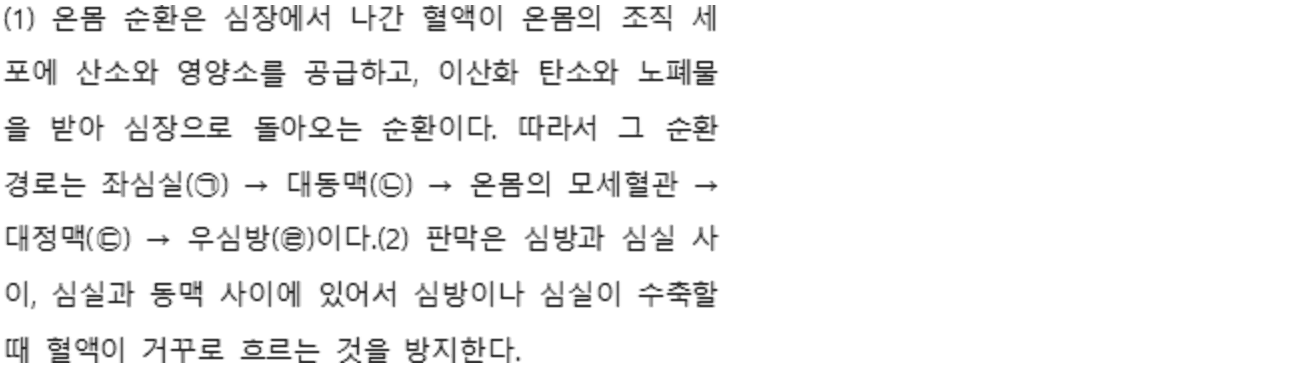 (1) 온몸 순환은 심장에서 나간 혈액이 온몸의 조직 세
포에 산소와 영양소를 공급하고, 이산화 탄소와 노폐물
을 받아 심장으로 돌아오는 순환이다. 따라서 그 순환
경로는 좌심실(㉠) → 대동맥(㉡) → 온몸의 모세혈관 →
대정맥(㉢) → 우심방(㉣)이다.(2) 판막은 심방과 심실 사
이, 심실과 동맥 사이에 있어서 심방이나 심실이 수축할
때 혈액이 거꾸로 흐르는 것을 방지한다.